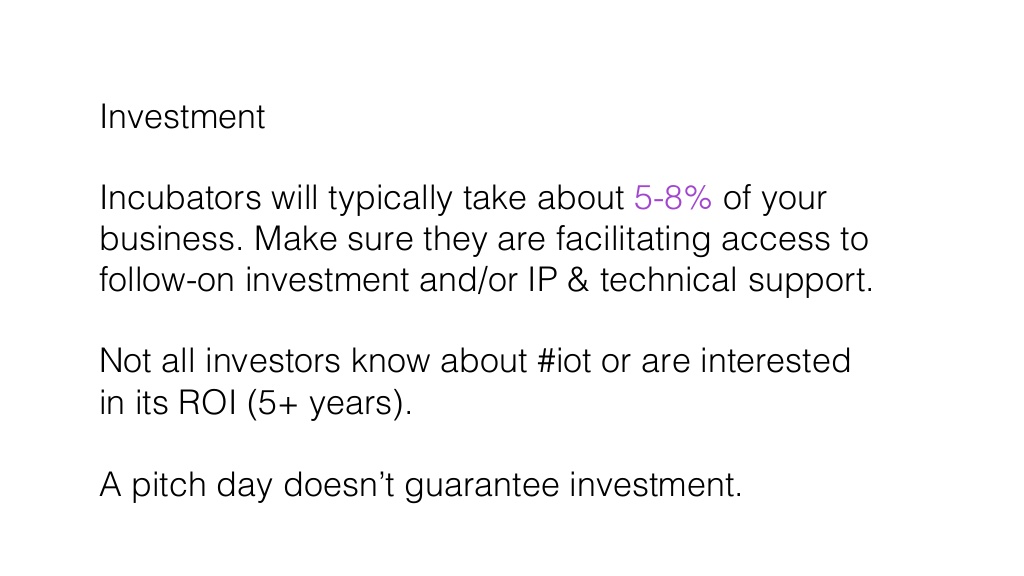 Investment
Incubators will typically take about 5-8% of your
business. Make sure they are facilitating access to
follow-on investment and/or IP & technical support.
Not all investors know about #iot or are interested
in its ROI (5+ years).
A pitch day doesn’t guarantee investment.